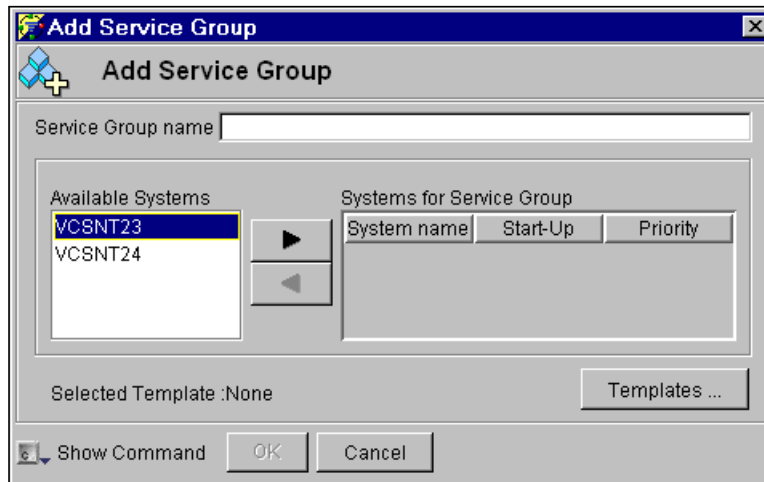 Add Service Group
Add Service Group
Service Group name
Available Systems
VCSNT23
VCSNT24
Systems for Service Group
System name Start-Up Priority
Selected Template :None
Templates ...
Show Command OK Cancel